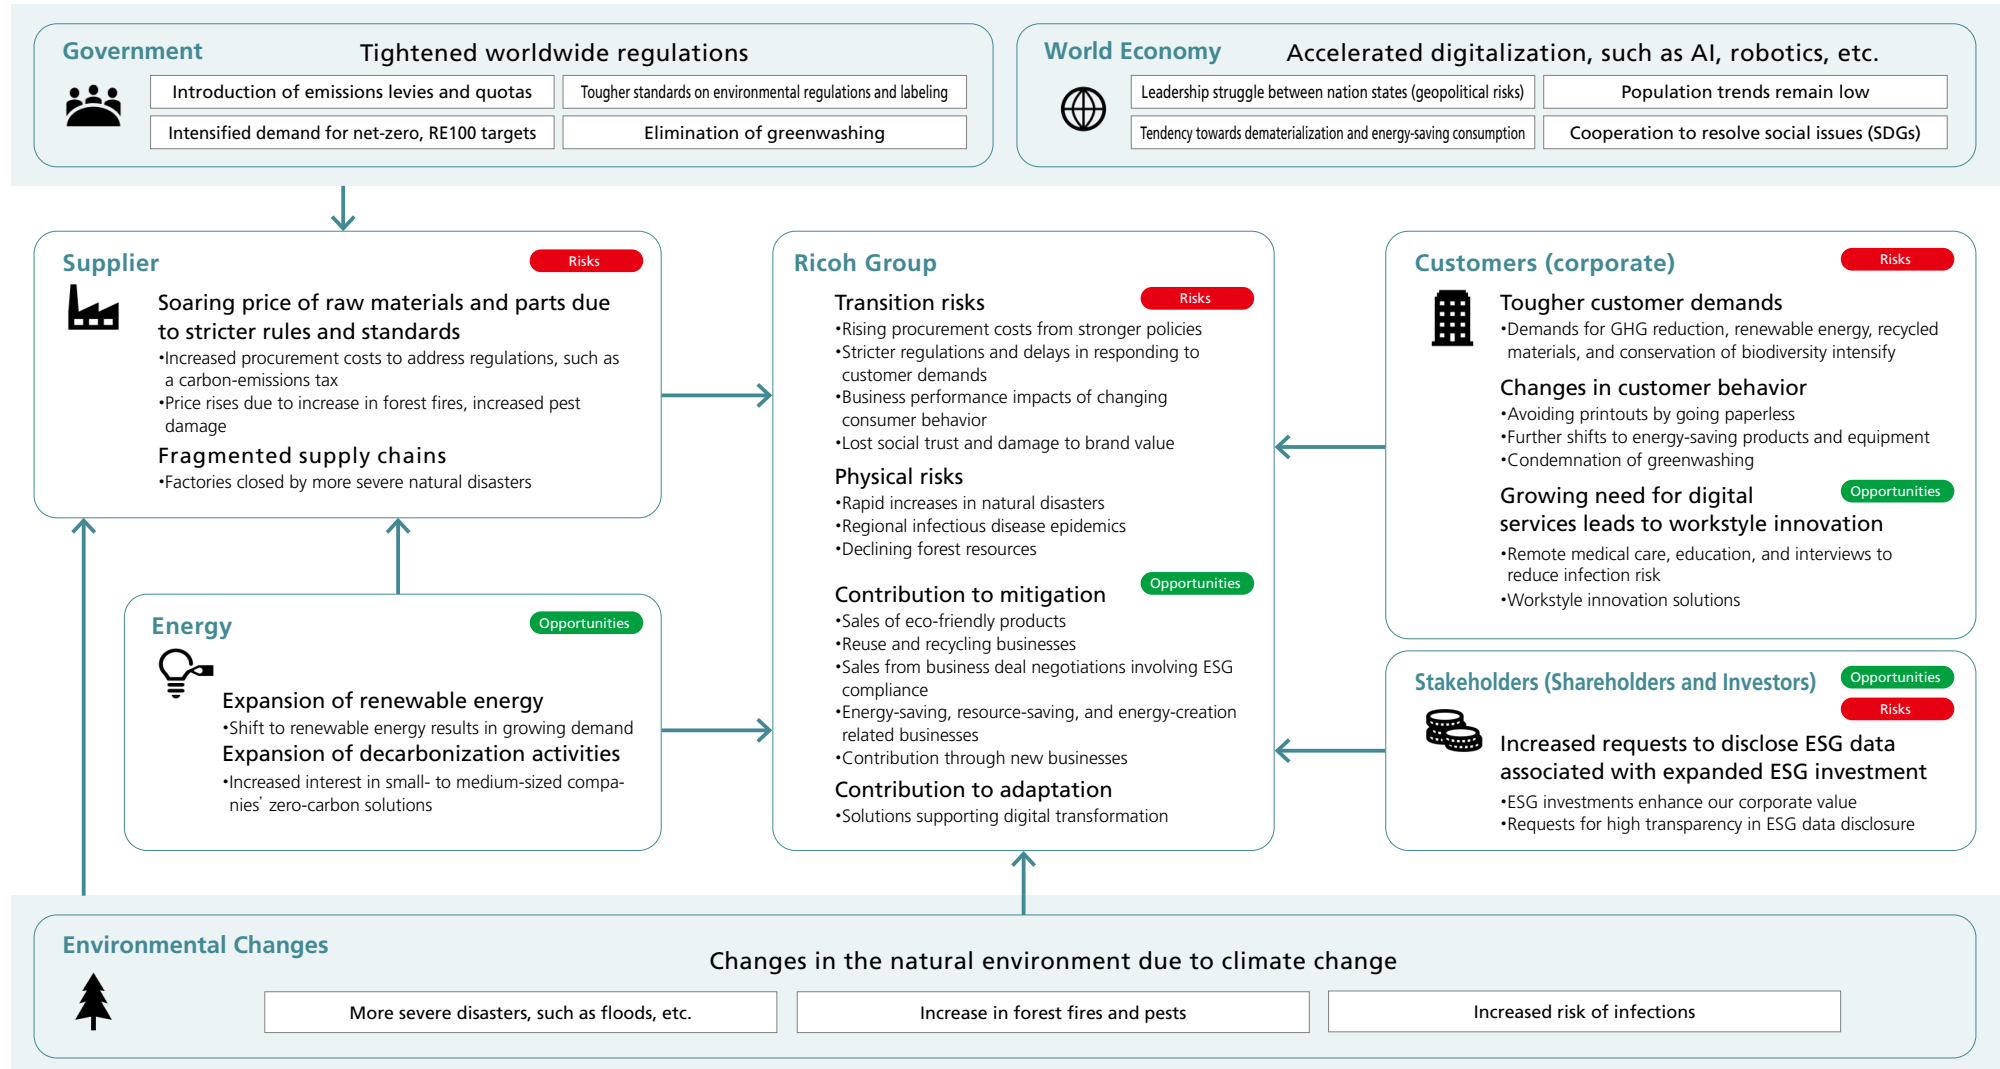 Government
Tightened worldwide regulations
Introduction of emissions levies and quotas
Tougher standards on environmental regulations and labeling
Intensified demand for net-zero, RE100 targets
Elimination of greenwashing
World Economy
Accelerated digitalization, such as AI, robotics, etc.
Leadership struggle between nation states (geopolitical risks)
Population trends remain low
Tendency towards dematerialization and energy-saving consumption
Cooperation to resolve social issues (SDGs)
Supplier
Risks
Soaring price of raw materials and parts due
to stricter rules and standards
•Increased procurement costs to address regulations, such as
a carbon-emissions tax
•Price rises due to increase in forest fires, increased pest
damage
Fragmented supply chains
•Factories closed by more severe natural disasters
Energy
Opportunities
Expansion of renewable energy
•Shift to renewable energy results in growing demand
Expansion of decarbonization activities
•Increased interest in small- to medium-sized compa-
nies' zero-carbon solutions
Ricoh Group
Transition risks
Risks
•Rising procurement costs from stronger policies
•Stricter regulations and delays in responding to
customer demands
•Business performance impacts of changing
consumer behavior
•Lost social trust and damage to brand value
Physical risks
•Rapid increases in natural disasters
•Regional infectious disease epidemics
•Declining forest resources
Opportunities
Contribution to mitigation
•Sales of eco-friendly products
•Reuse and recycling businesses
•Sales from business deal negotiations involving ESG
compliance
•Energy-saving, resource-saving, and energy-creation
related businesses
•Contribution through new businesses
Contribution to adaptation
•Solutions supporting digital transformation
Customers (corporate)
Risks
Tougher customer demands
•Demands for GHG reduction, renewable energy, recycled
materials, and conservation of biodiversity intensify
Changes in customer behavior
•Avoiding printouts by going paperless
•Further shifts to energy-saving products and equipment
•Condemnation of greenwashing
Growing need for digital
Opportunities
services leads to workstyle innovation
•Remote medical care, education, and interviews to
reduce infection risk
•Workstyle innovation solutions
Stakeholders (Shareholders and Investors)
Opportunities
Risks
Increased requests to disclose ESG data
associated with expanded ESG investment
•ESG investments enhance our corporate value
•Requests for high transparency in ESG data disclosure
Environmental Changes
Changes in the natural environment due to climate change
More severe disasters, such as floods, etc.
Increase in forest fires and pests
Increased risk of infections